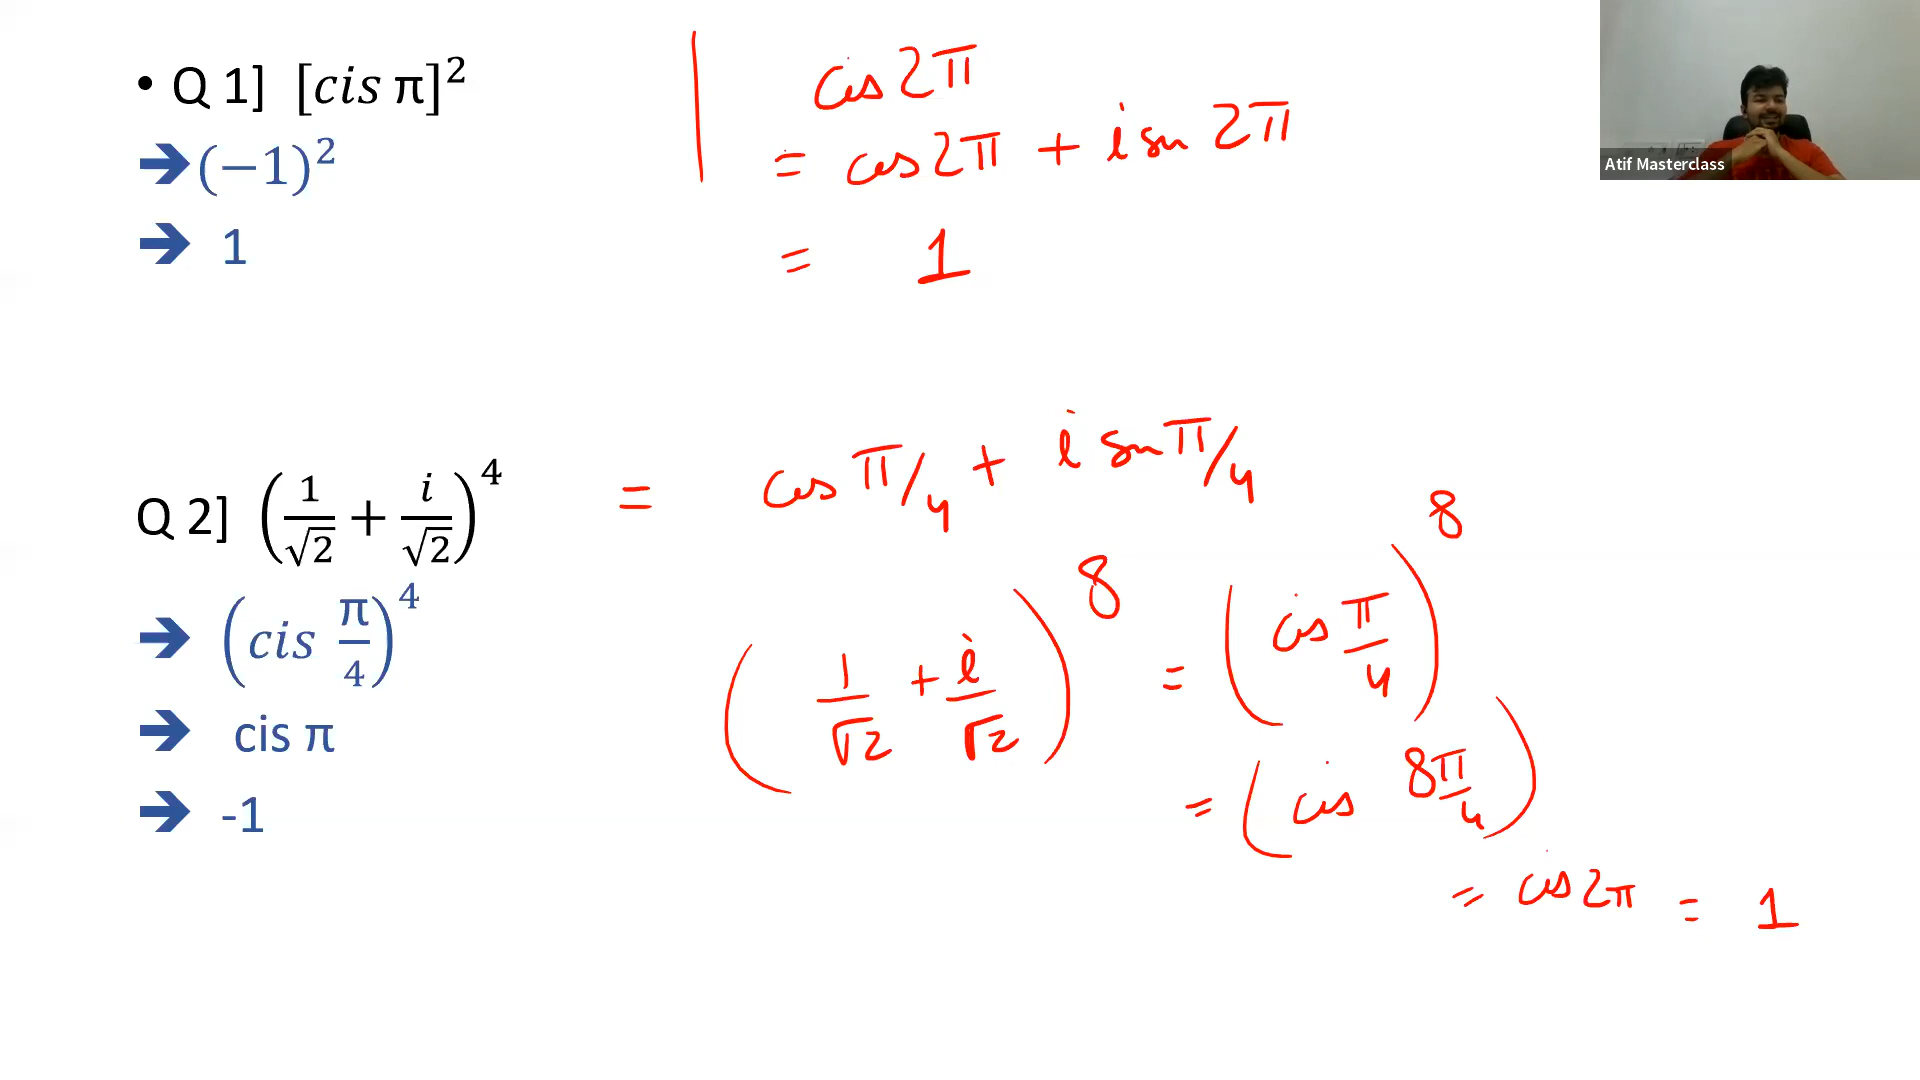 • Q 1] [cis π]²
➔ (−1)²
➔ 1
cis 2π
= cos 2π + i sin 2π
= 1
Atif Masterclass
Q 2] (1/√2 + i/√2)⁴
= cos π/4 + i sin π/4
➔ (cis π/4)⁴
➔ cis π
➔ -1
(1/√2 + i/√2)⁸ = (cis π/4)⁸
= (cis 8π/4)
= cis 2π = 1